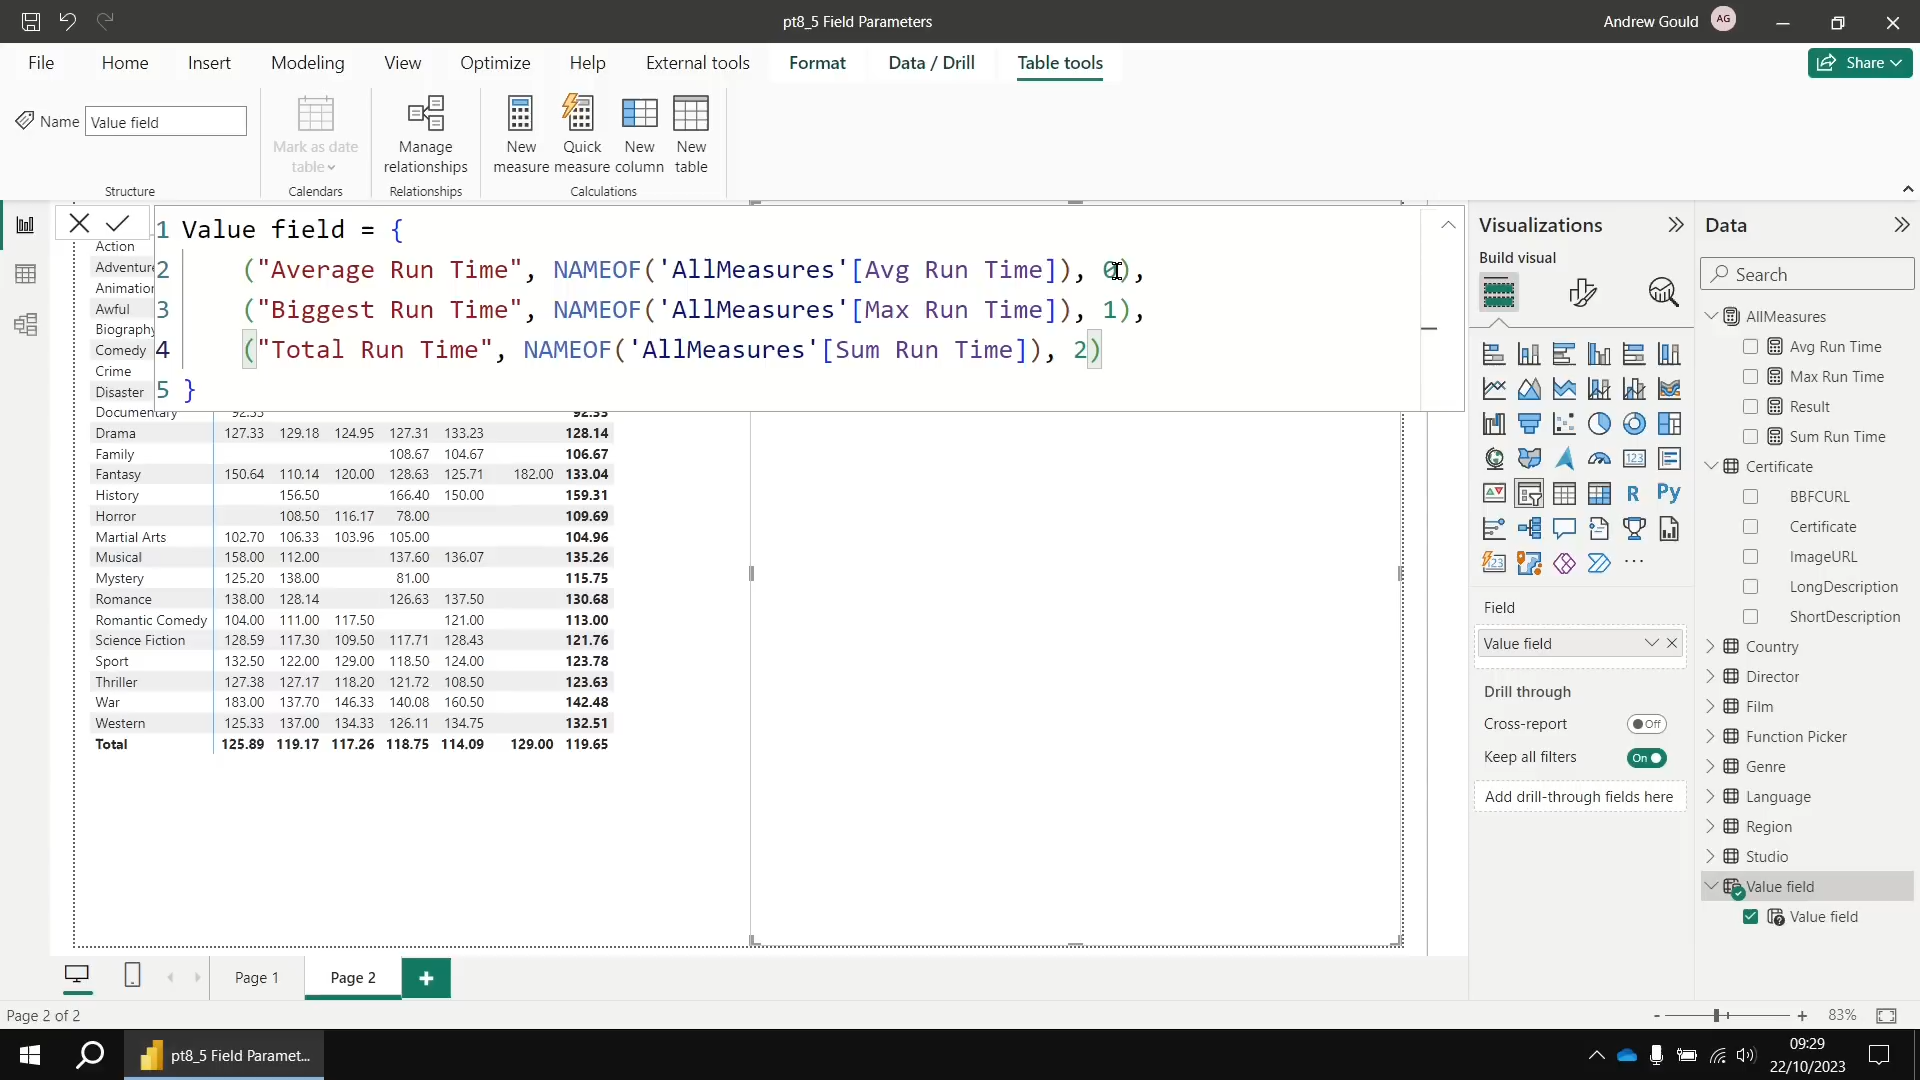 pt8_5 Field Parameters
Andrew Gould
AG
File
Home
Insert
Modeling
View
Optimize
Help
External tools
Format
Data / Drill
Table tools
Share
Name
Value field
Mark as date
table
Calendars
Manage
relationships
Relationships
New
measure
Quick
measure
New
column
New
table
Structure
Calculations
1 Value field = {
2 ("Average Run Time", NAMEOF('AllMeasures'[Avg Run Time]), 0),
3 ("Biggest Run Time", NAMEOF('AllMeasures'[Max Run Time]), 1),
4 ("Total Run Time", NAMEOF('AllMeasures'[Sum Run Time]), 2)
5 }
Action
Adventure
Animation
Awful
Biography
Comedy
Crime
Disaster
Documentary 92.33 92.33
Drama 127.33 129.18 124.95 127.31 133.23 128.14
Family 108.67 104.67 106.67
Fantasy 150.64 110.14 120.00 128.63 125.71 182.00 133.04
History 156.50 166.40 150.00 159.31
Horror 108.50 116.17 78.00 109.69
Martial Arts 102.70 106.33 103.96 105.00 104.96
Musical 158.00 112.00 137.60 136.07 135.26
Mystery 125.20 138.00 81.00 115.75
Romance 138.00 128.14 126.63 137.50 130.68
Romantic Comedy 104.00 111.00 117.50 121.00 113.00
Science Fiction 128.59 117.30 109.50 117.71 128.43 121.76
Sport 132.50 122.00 129.00 118.50 124.00 123.78
Thriller 127.38 127.17 118.20 121.72 108.50 123.63
War 183.00 137.70 146.33 140.08 160.50 142.48
Western 125.33 137.00 134.33 126.11 134.75 132.51
Total 125.89 119.17 117.26 118.75 114.09 129.00 119.65
Visualizations
Build visual
R
Py
123
123
Field
Value field
Drill through
Cross-report
Off
Keep all filters
On
Add drill-through fields here
Data
Search
AllMeasures
Avg Run Time
Max Run Time
Result
Sum Run Time
Certificate
BBFCURL
Certificate
ImageURL
LongDescription
ShortDescription
Country
Director
Film
Function Picker
Genre
Language
Region
Studio
Value field
Value field
Page 1
Page 2
Page 2 of 2
83%
pt8_5 Field Paramet...
09:29
22/10/2023